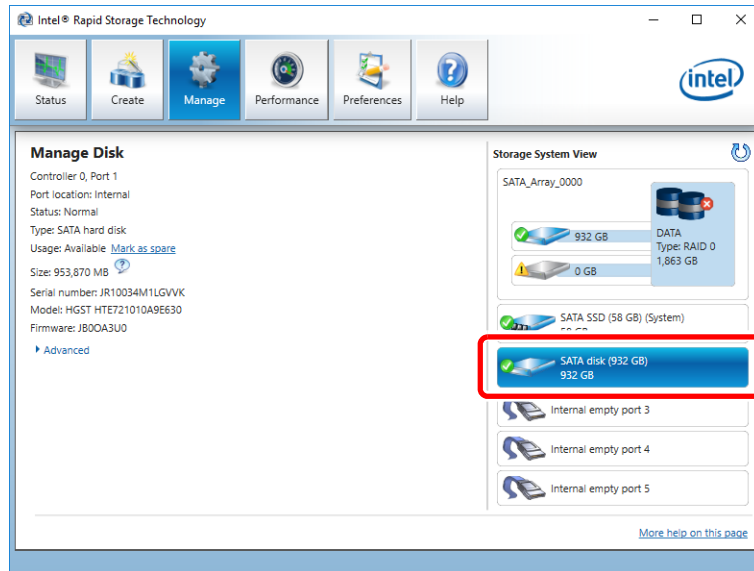 Intel® Rapid Storage Technology
Status
Create
Manage
Performance
Preferences
Help
intel
Manage Disk
Controller 0, Port 1
Port location: Internal
Status: Normal
Type: SATA hard disk
Usage: Available Mark as spare
Size: 953,870 MB
Serial number: JR10034M1LGVVK
Model: HGST HTE721010A9E630
Firmware: JB0OA3U0
Advanced
Storage System View
SATA_Array_0000
932 GB
0 GB
DATA
Type: RAID 0
1,863 GB
SATA SSD (58 GB) (System)
SATA disk (932 GB)
932 GB
Internal empty port 3
Internal empty port 4
Internal empty port 5
More help on this page